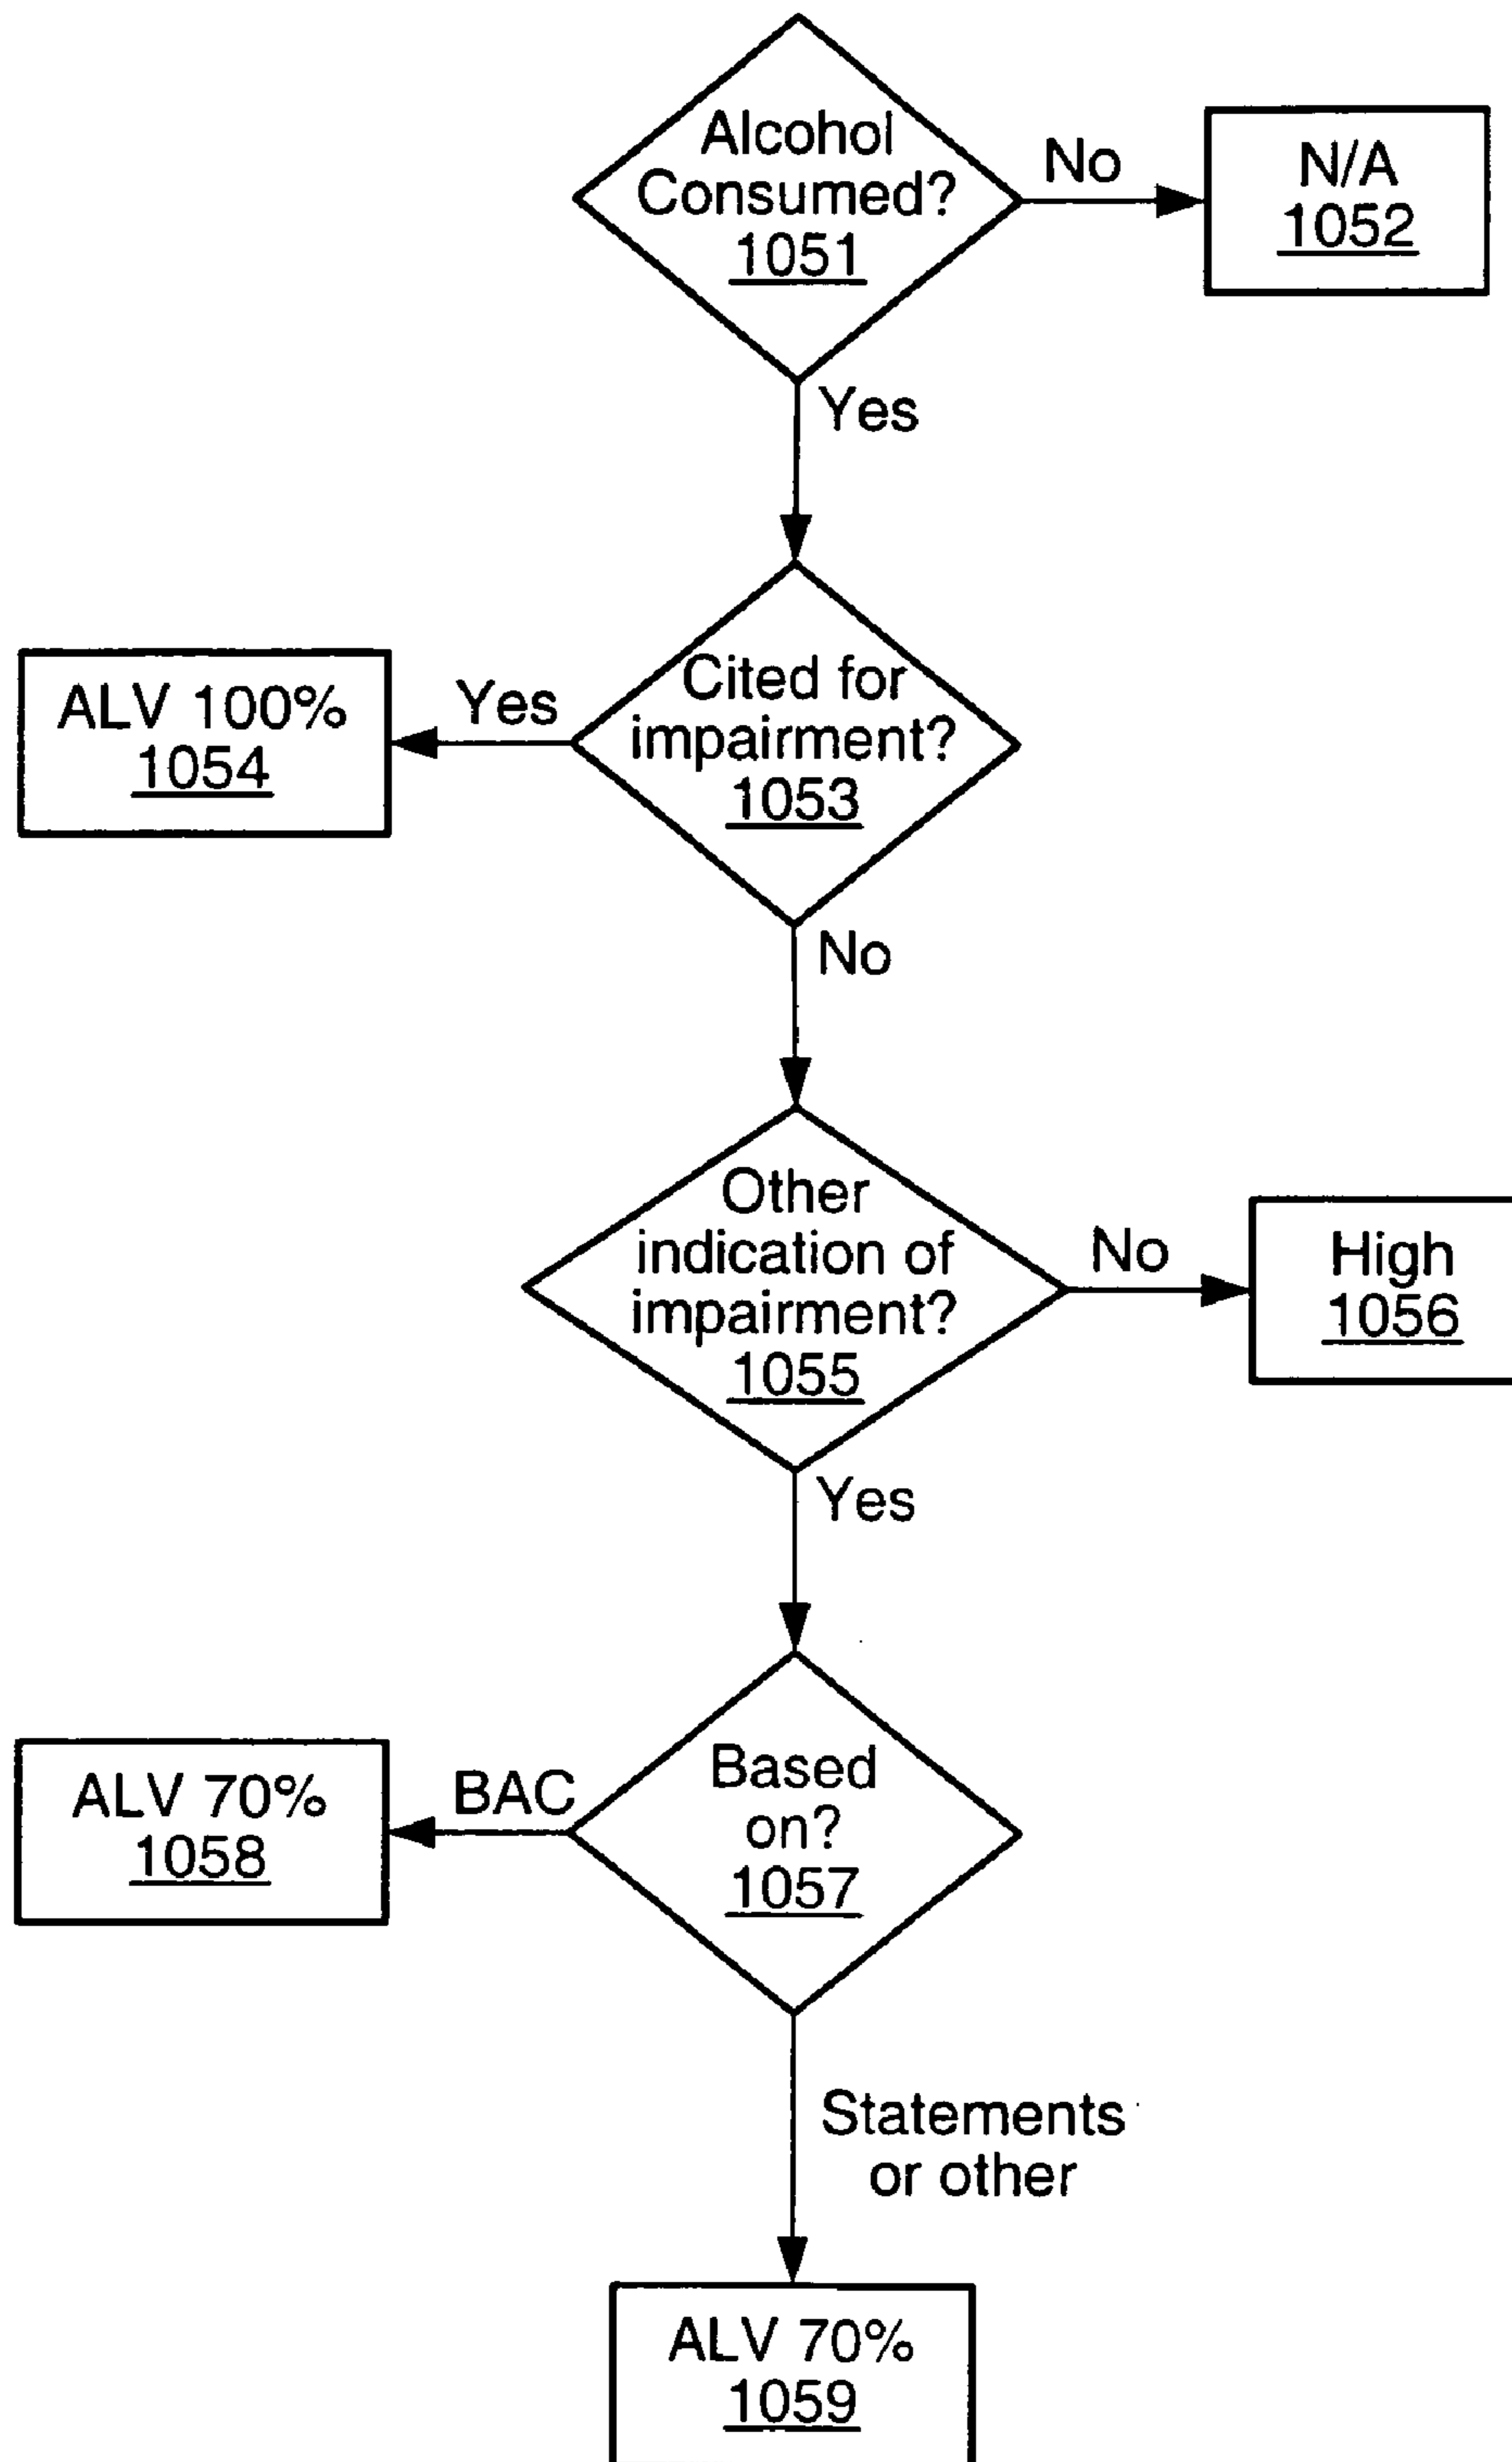 Alcohol
Consumed?
1051
No
N/A
1052
Yes
Cited for
impairment?
1053
Yes
ALV 100%
1054
No
Other
indication of
impairment?
1055
No
High
1056
Yes
Based
on?
1057
BAC
ALV 70%
1058
Statements
or other
ALV 70%
1059